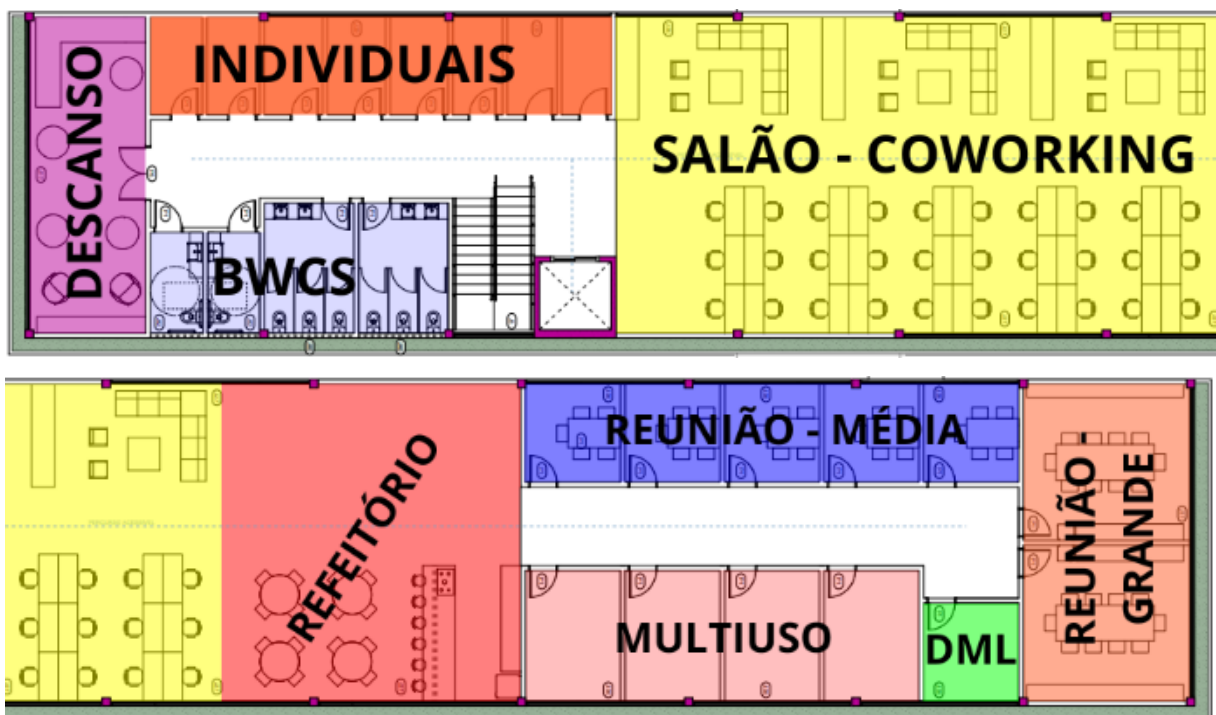 INDIVIDUAIS
DESCANSO
SALÃO - COWORKING
BWCS
REUNIÃO - MÉDIA
REFEITÓRIO
REUNIÃO
GRANDE
MULTIUSO
DML